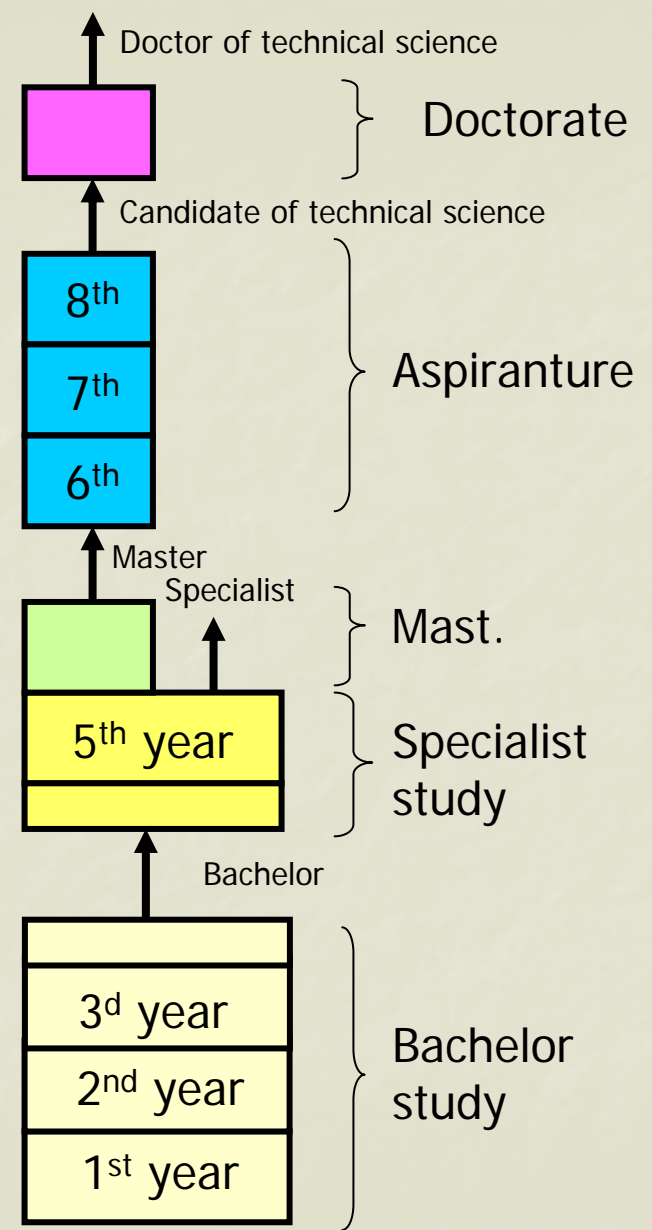 Doctor of technical science
Doctorate
Candidate of technical science
8th
7th
Aspiranture
6th
Master
Specialist
Mast.
5th year
Specialist
study
Bachelor
3d year
2nd year
Bachelor
study
1st year